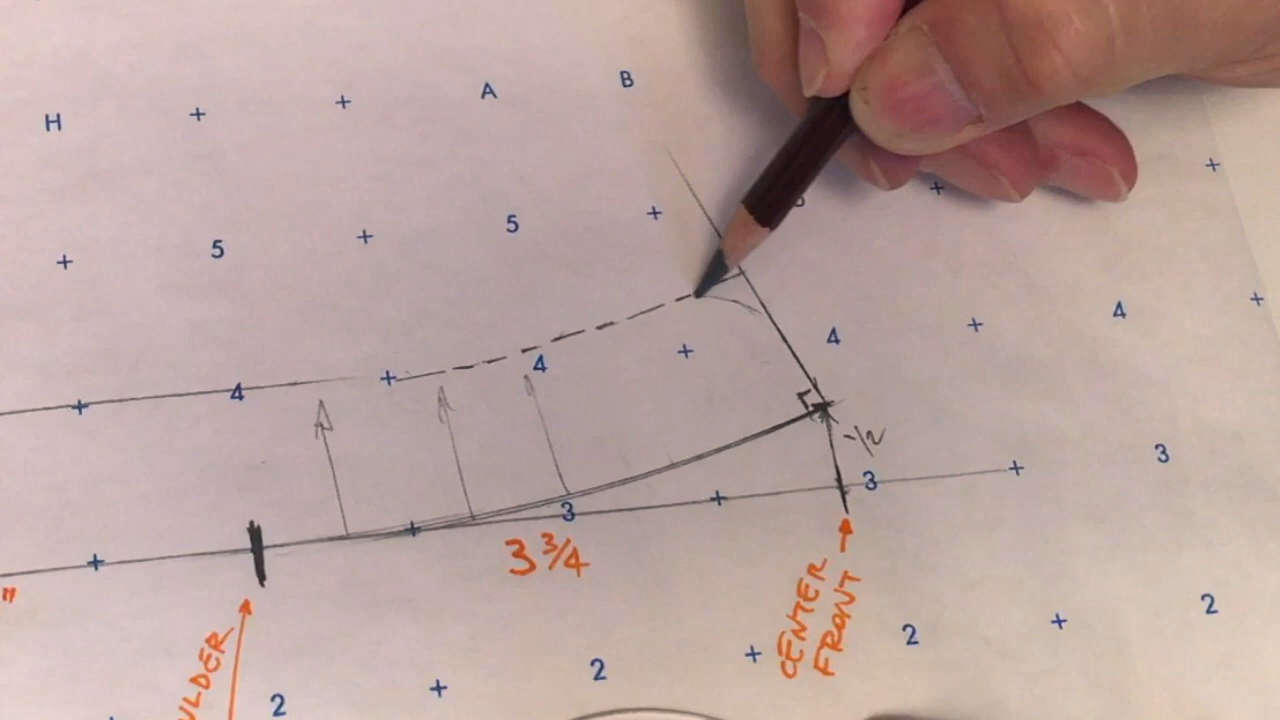 H + + A B
+ 5 + 5 + +
+ 4 + 4 + 4 + 4 +
-1/2
+ + 3 + 3 + 3
3 3/4
"
ULDER
CENTER
FRONT
2 + 2 + 2 + 2